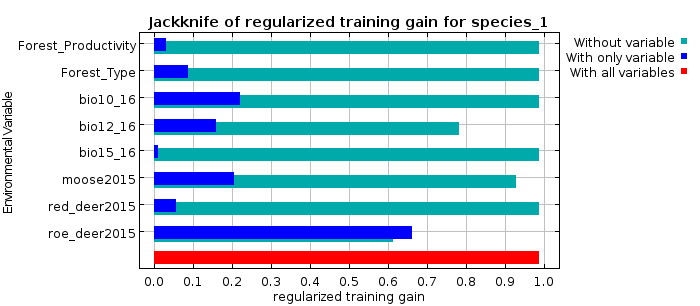 Jackknife of regularized training gain for species_1
Without variable
With only variable
With all variables
Environmental Variable
Forest_Productivity
Forest_Type
bio10_16
bio12_16
bio15_16
moose2015
red_deer2015
roe_deer2015
0.0 0.1 0.2 0.3 0.4 0.5 0.6 0.7 0.8 0.9 1.0
regularized training gain